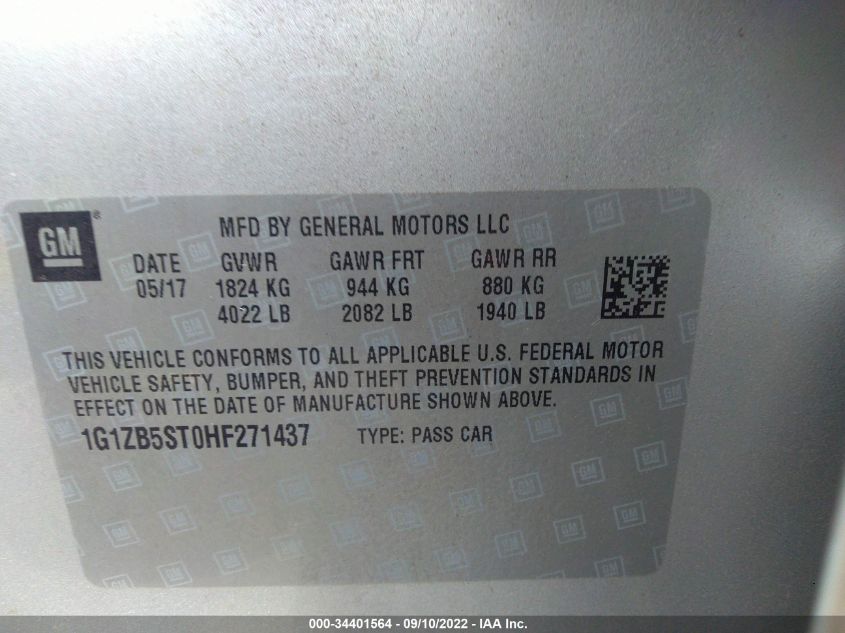 GM ®
MFD BY GENERAL MOTORS LLC
DATE GVWR GAWR FRT GAWR RR
05/17 1824 KG 944 KG 880 KG
4022 LB 2082 LB 1940 LB
THIS VEHICLE CONFORMS TO ALL APPLICABLE U.S. FEDERAL MOTOR
VEHICLE SAFETY, BUMPER, AND THEFT PREVENTION STANDARDS IN
EFFECT ON THE DATE OF MANUFACTURE SHOWN ABOVE.
1G1ZB5ST0HF271437 TYPE: PASS CAR
000-34401564 - 09/10/2022 - IAA Inc.